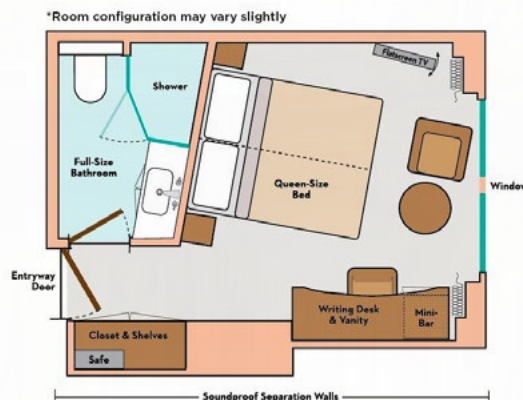 *Room configuration may vary slightly
Flatscreen TV
Shower
Full-Size
Bathroom
Queen-Size
Bed
Window
Entryway
Door
Writing Desk
& Vanity
Mini-
Bar
Closet & Shelves
Safe
Soundproof Separation Walls